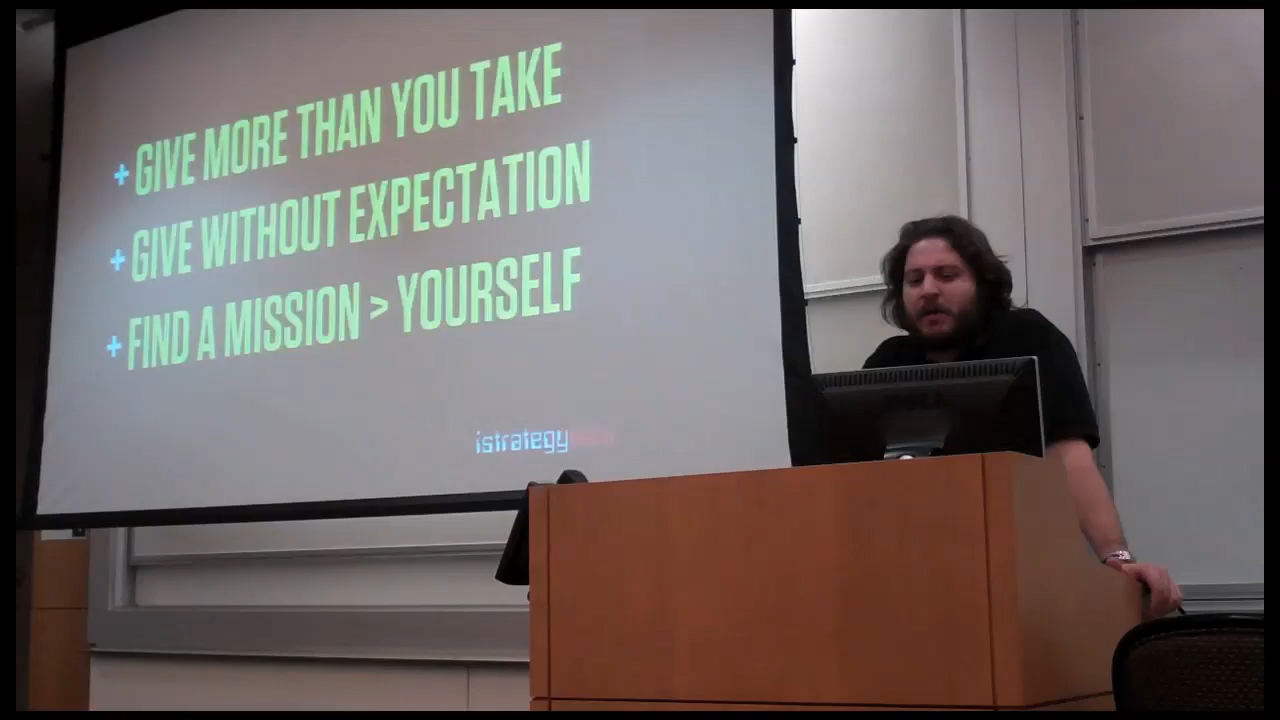 + GIVE MORE THAN YOU TAKE
+ GIVE WITHOUT EXPECTATION
+ FIND A MISSION > YOURSELF
istrategy